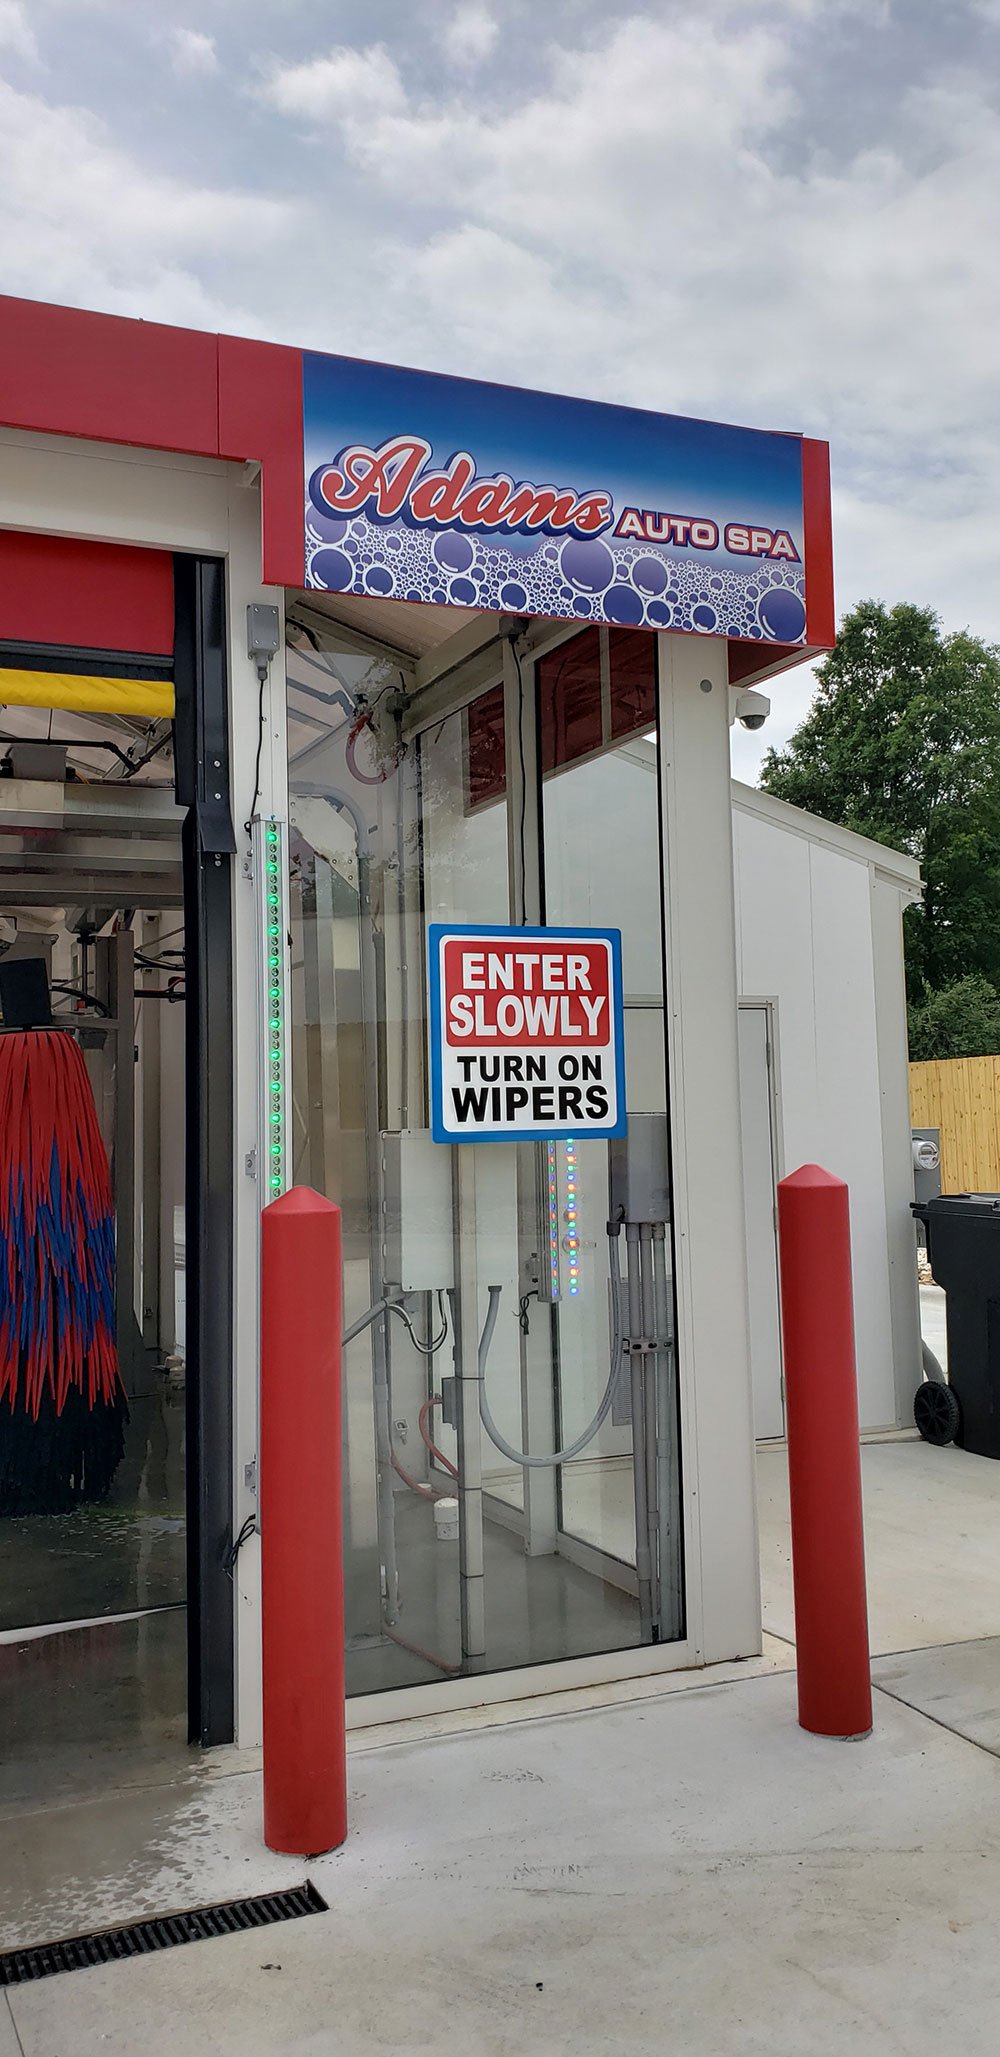 Adams AUTO SPA
ENTER
SLOWLY
TURN ON
WIPERS